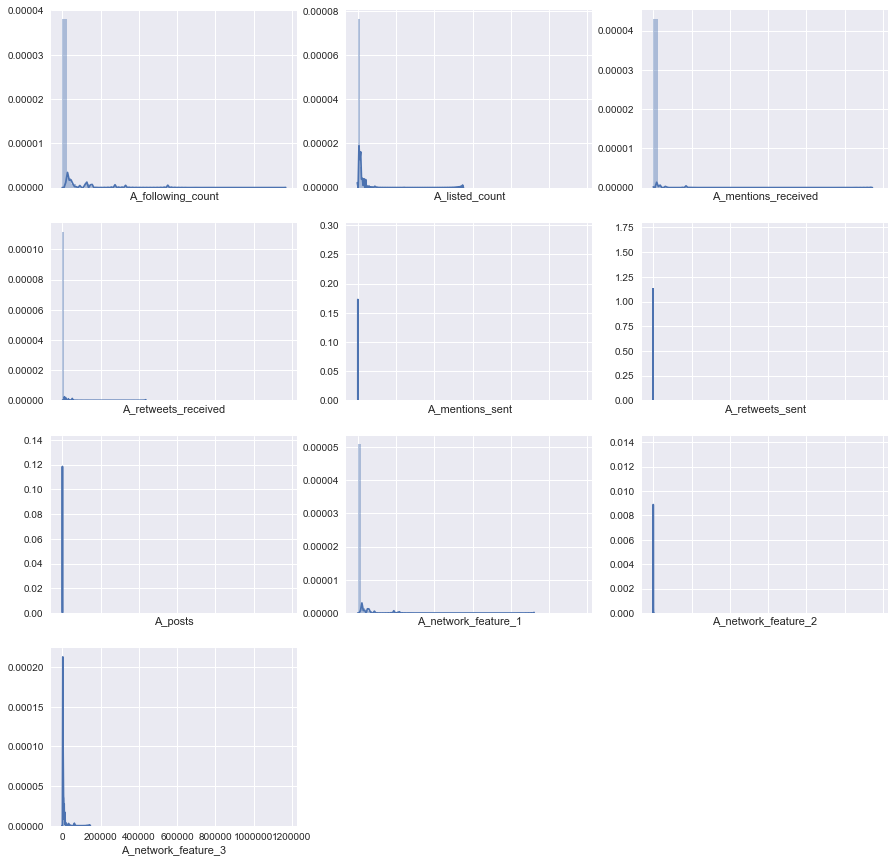 0.00004 0.00008 0.00004
0.00003 0.00006 0.00003
0.00002 0.00004 0.00002
0.00001 0.00002 0.00001
0.00000 0.00000 0.00000
A_following_count A_listed_count A_mentions_received
0.00010 0.30 1.75
0.00008 0.25 1.50
0.00006 0.20 1.25
0.00004 0.15 1.00
0.00002 0.10 0.75
0.00000 0.05 0.50
0.00 0.25
0.00
A_retweets_received A_mentions_sent A_retweets_sent
0.14 0.00005 0.014
0.12 0.00004 0.012
0.10 0.00003 0.010
0.08 0.00002 0.008
0.06 0.00001 0.006
0.04 0.00000 0.004
0.02 0.002
0.00 0.000
A_posts A_network_feature_1 A_network_feature_2
0.00020
0.00015
0.00010
0.00005
0.00000
0 200000 400000 600000 800000 1000000 1200000
A_network_feature_3